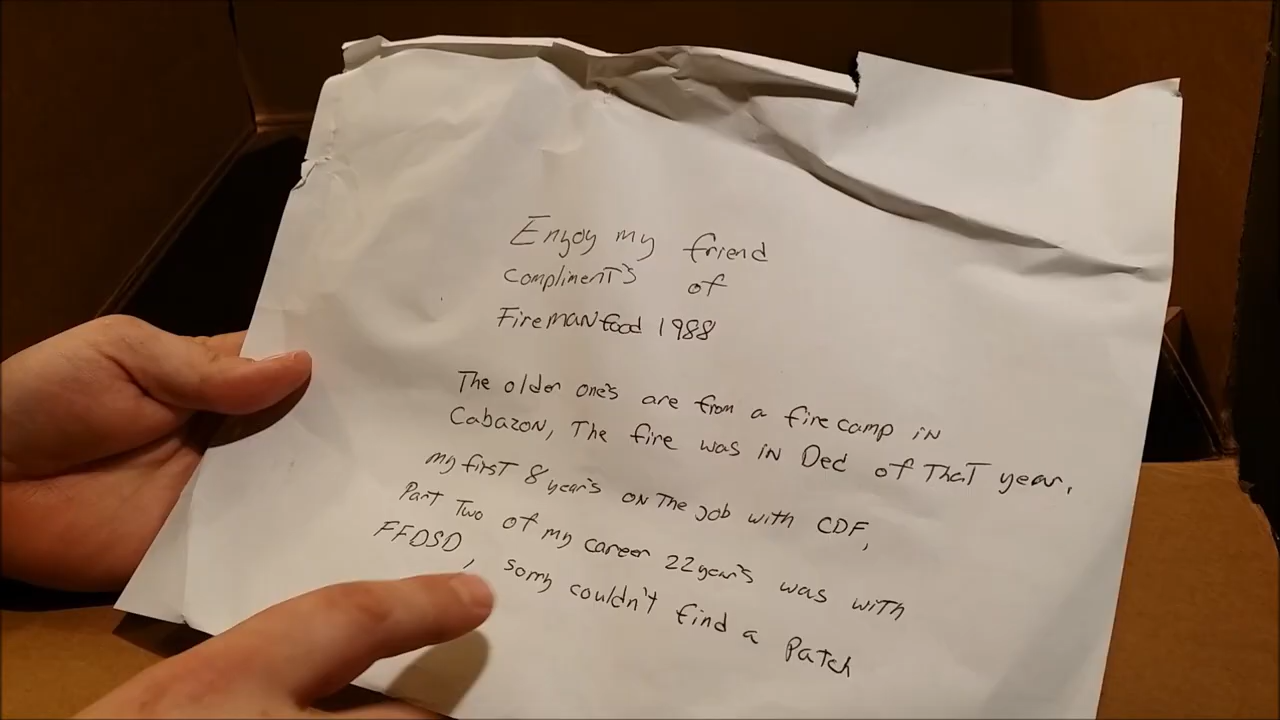 Enjoy my friend
compliment's of
Firemanfood 1988
The older one's are from a fire camp in
Cabazon, The fire was in Dec of That year,
my first 8 year's on The job with CDF,
Part Two of my career 22 year's was with
FFDSD, sorry couldn't find a Patch